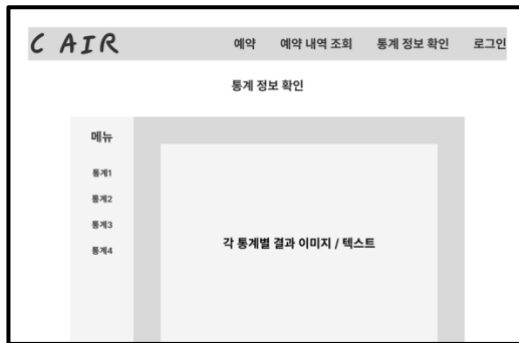 C AIR
예약 예약 내역 조회 통계 정보 확인 로그인
통계 정보 확인
메뉴
통계1
통계2
통계3
통계4
각 통계별 결과 이미지 / 텍스트